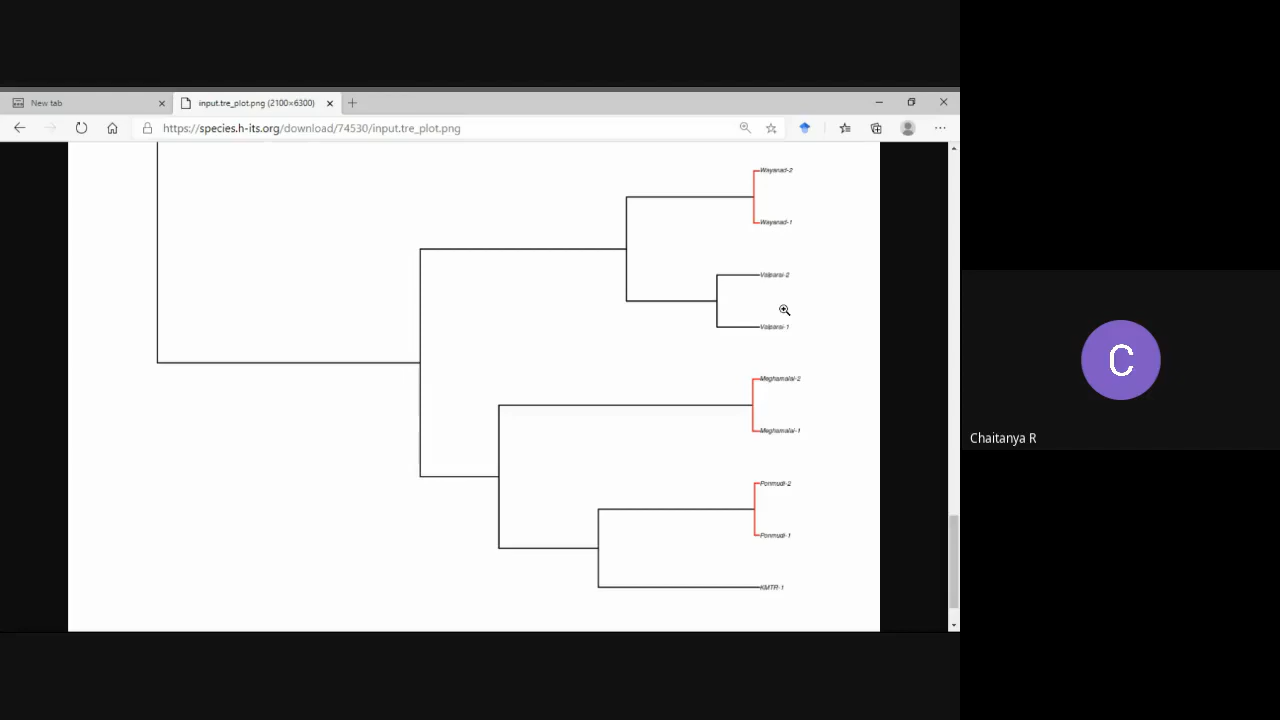 New tab
input.tre_plot.png (2100×6300)
https://species.h-its.org/download/74530/input.tre_plot.png
Wayanad-2
Wayanad-1
Valparai-2
Valparai-1
Meghamalai-2
Meghamalai-1
Ponmudi-2
Ponmudi-1
KMTR-1
C
Chaitanya R